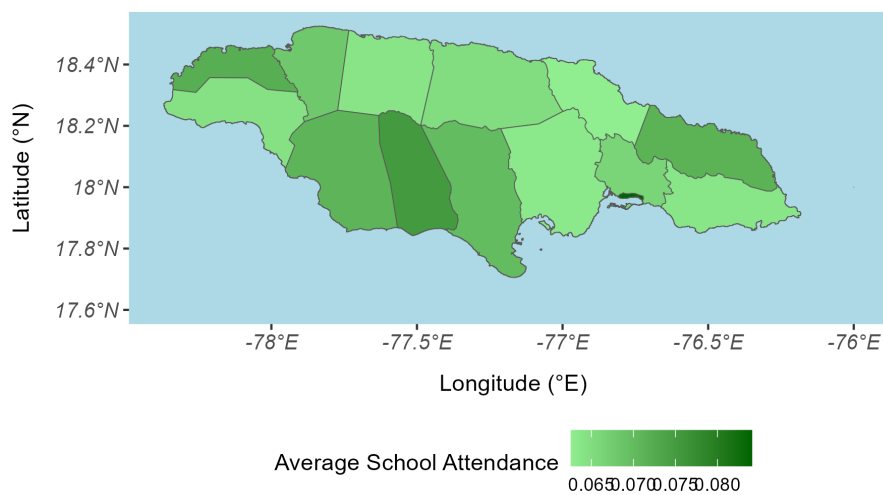 18.4°N
18.2°N
18°N
17.8°N
17.6°N
Latitude (°N)
-78°E -77.5°E -77°E -76.5°E -76°E
Longitude (°E)
Average School Attendance
0.065 0.070 0.075 0.080